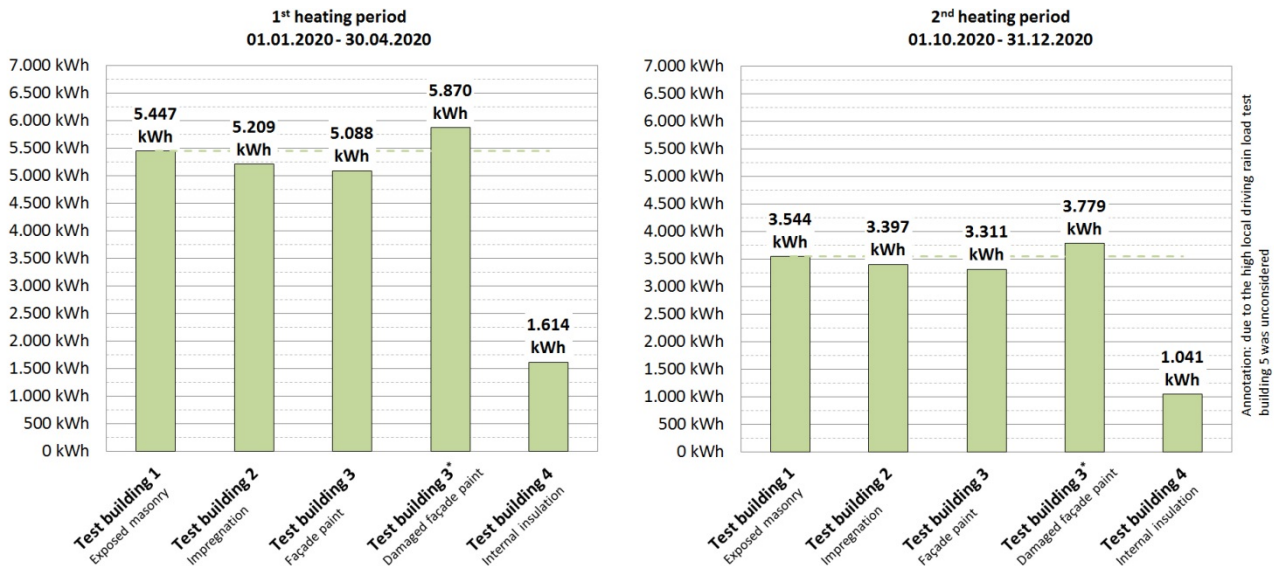 1st heating period
01.01.2020 - 30.04.2020
7.000 kWh
6.500 kWh
6.000 kWh
5.500 kWh
5.000 kWh
4.500 kWh
4.000 kWh
3.500 kWh
3.000 kWh
2.500 kWh
2.000 kWh
1.500 kWh
1.000 kWh
500 kWh
0 kWh
5.447
kWh
5.209
kWh
5.088
kWh
5.870
kWh
1.614
kWh
Test building 1
Exposed masonry
Test building 2
Impregnation
Test building 3
Façade paint
Test building 3*
Damaged façade paint
Test building 4
Internal insulation
2nd heating period
01.10.2020 - 31.12.2020
7.000 kWh
6.500 kWh
6.000 kWh
5.500 kWh
5.000 kWh
4.500 kWh
4.000 kWh
3.500 kWh
3.000 kWh
2.500 kWh
2.000 kWh
1.500 kWh
1.000 kWh
500 kWh
0 kWh
3.544
kWh
3.397
kWh
3.311
kWh
3.779
kWh
1.041
kWh
Test building 1
Exposed masonry
Test building 2
Impregnation
Test building 3
Façade paint
Test building 3*
Damaged façade paint
Test building 4
Internal insulation
Annotation: due to the high local driving rain load test
building 5 was unconsidered